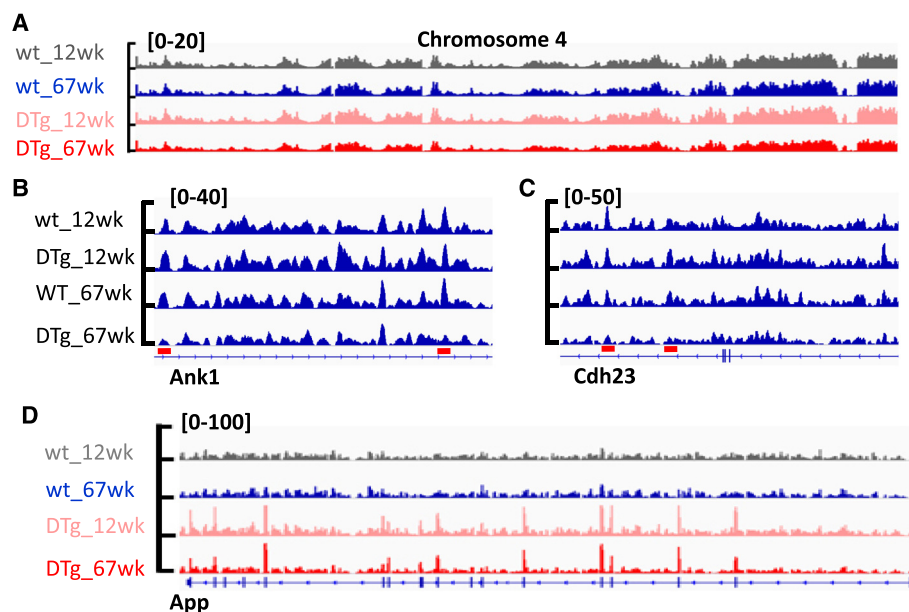 A
[0-20]
Chromosome 4
wt_12wk
wt_67wk
DTg_12wk
DTg_67wk
B
[0-40]
wt_12wk
DTg_12wk
WT_67wk
DTg_67wk
Ank1
C
[0-50]
Cdh23
D
[0-100]
wt_12wk
wt_67wk
DTg_12wk
DTg_67wk
App